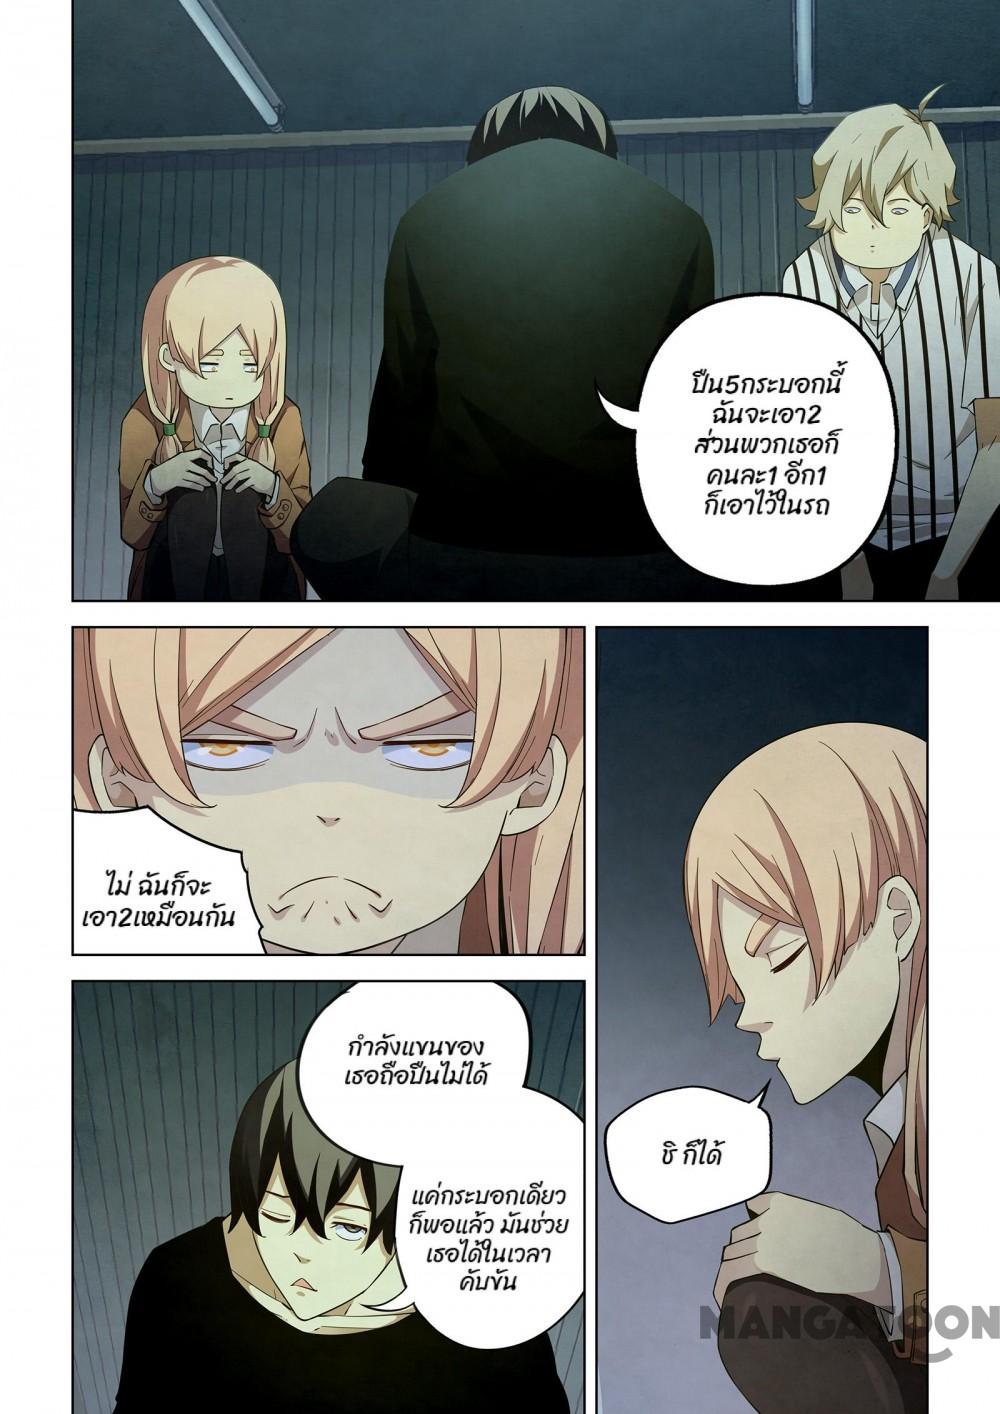 ปืน5กระบอกนี้
ฉันจะเอา2
ส่วนพวกเธอก็
คนละ1 อีก1
ก็เอาไว้ในรถ
ไม่ ฉันก็จะ
เอา2เหมือนกัน
กำลังแขนของ
เธอถือปืนไม่ได้
แค่กระบอกเดียว
ก็พอแล้ว มันช่วย
เธอได้ในเวลา
คับขัน
ชิ ก็ได้
MANGATOON